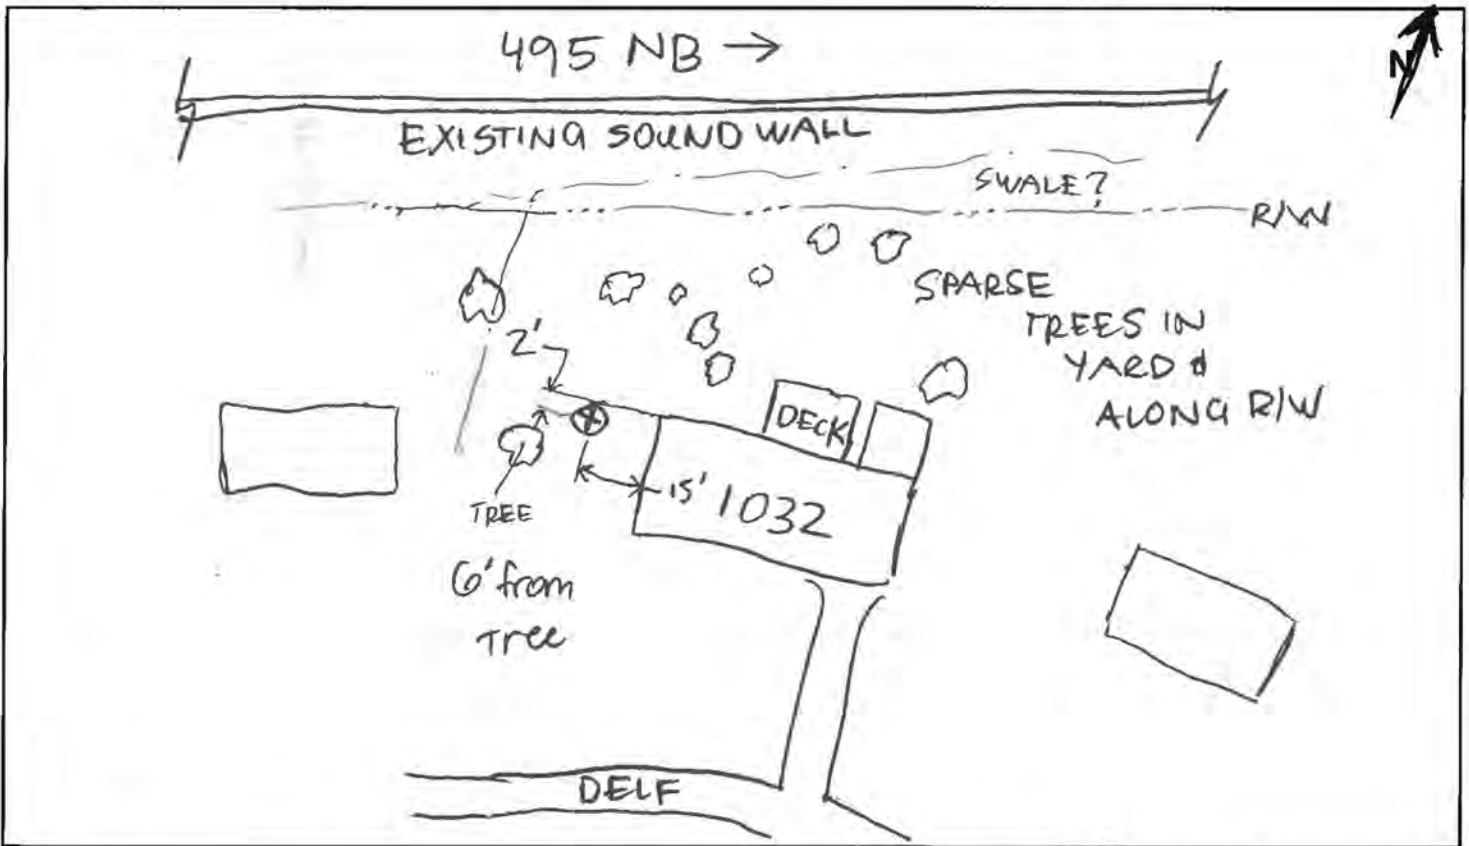 495 NB →
N
EXISTING SOUND WALL
SWALE?
R/W
SPARSE
TREES IN
YARD &
ALONG R/W
2'
DECK
15'
1032
TREE
6' from
Tree
DELF